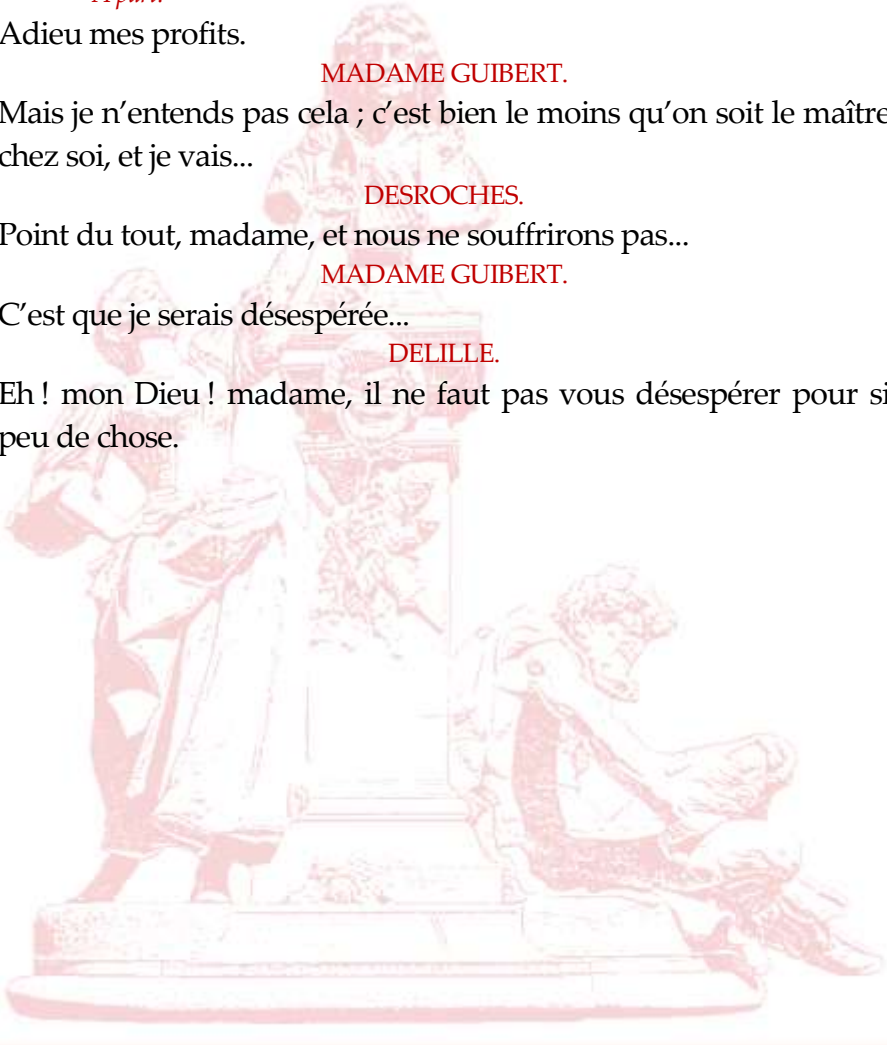 À part.
Adieu mes profits.
MADAME GUIBERT.
Mais je n’entends pas cela ; c’est bien le moins qu’on soit le maître
chez soi, et je vais...
DESROCHES.
Point du tout, madame, et nous ne souffrirons pas...
MADAME GUIBERT.
C’est que je serais désespérée...
DELILLE.
Eh ! mon Dieu ! madame, il ne faut pas vous désespérer pour si
peu de chose.